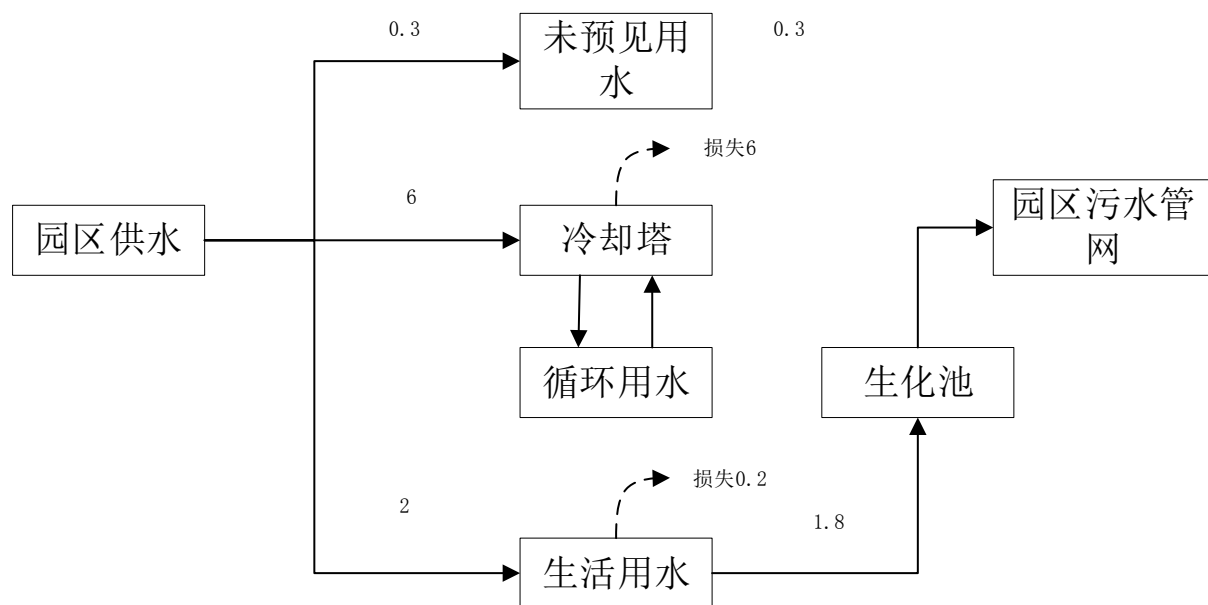 0.3
未预见用
水
0.3
损失6
6
园区供水
冷却塔
园区污水管
网
循环用水
生化池
损失0.2
2
1.8
生活用水